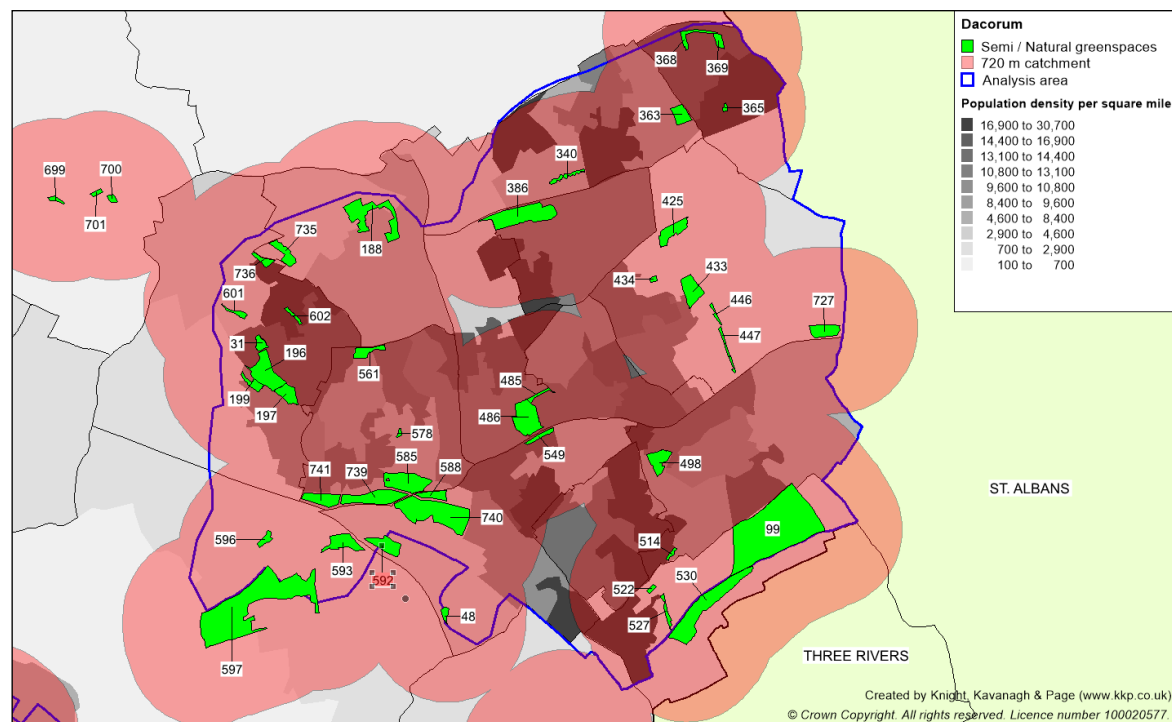 Dacorum
Semi / Natural greenspaces
720 m catchment
Analysis area
Population density per square mile
16,900 to 30,700
14,400 to 16,900
13,100 to 14,400
10,800 to 13,100
9,600 to 10,800
8,400 to 9,600
4,600 to 8,400
2,900 to 4,600
700 to 2,900
100 to 700
368
369
363
365
340
699
700
701
386
425
188
735
736
434
433
601
602
446
727
447
31
196
561
199
197
485
486
578
549
741
739
585
588
498
740
99
ST. ALBANS
596
593
592
514
522
530
48
527
597
THREE RIVERS
Created by Knight, Kavanagh & Page (www.kkp.co.uk)
© Crown Copyright. All rights reserved. Licence number 100020577.